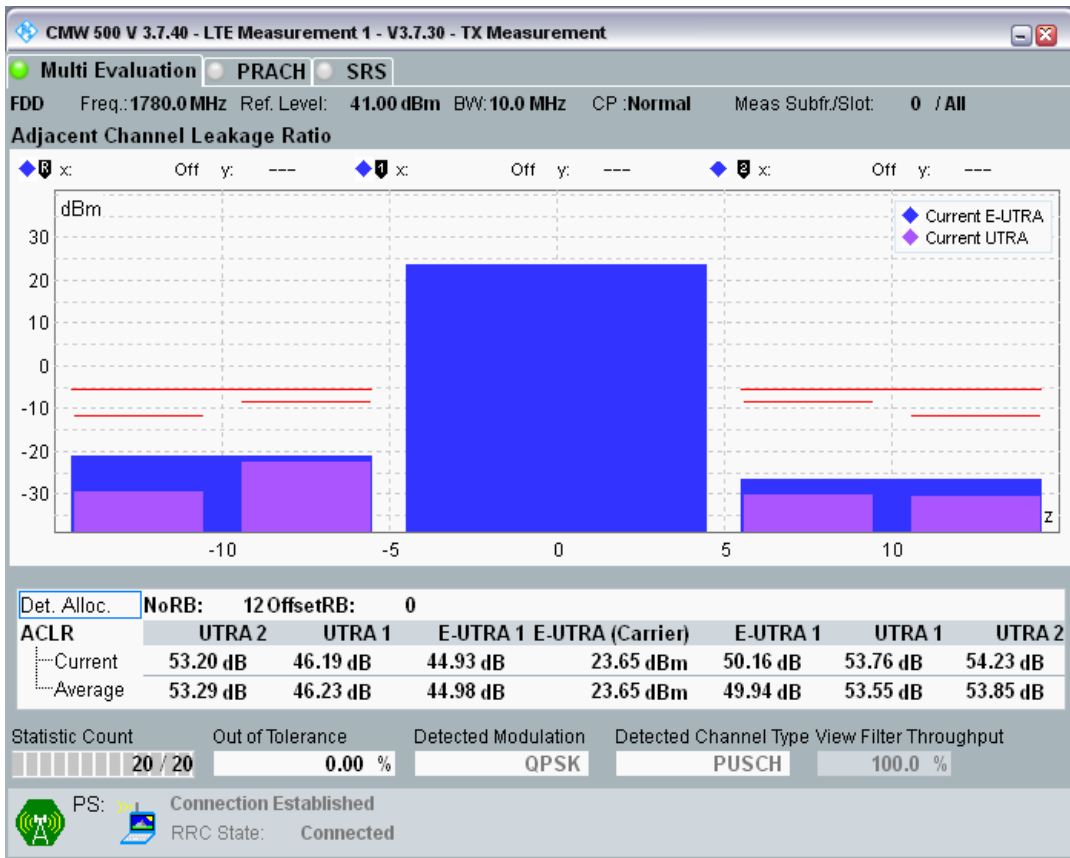 CMW 500 V 3.7.40 - LTE Measurement 1 - V3.7.30 - TX Measurement
Multi Evaluation PRACH SRS
FDD Freq.: 1780.0 MHz Ref. Level: 41.00 dBm BW: 10.0 MHz CP : Normal Meas Subfr./Slot: 0 / All
Adjacent Channel Leakage Ratio
R x: Off y: --- 1 x: Off y: --- 2 x: Off y: ---
dBm
Current E-UTRA
Current UTRA
30
20
10
0
-10
-20
-30
z
-10 -5 0 5 10
Det. Alloc. NoRB: 12 OffsetRB: 0
ACLR UTRA 2 UTRA 1 E-UTRA 1 E-UTRA (Carrier) E-UTRA 1 UTRA 1 UTRA 2
Current 53.20 dB 46.19 dB 44.93 dB 23.65 dBm 50.16 dB 53.76 dB 54.23 dB
Average 53.29 dB 46.23 dB 44.98 dB 23.65 dBm 49.94 dB 53.55 dB 53.85 dB
Statistic Count Out of Tolerance Detected Modulation Detected Channel Type View Filter Throughput
20 / 20 0.00 % QPSK PUSCH 100.0 %
PS: Connection Established
RRC State: Connected